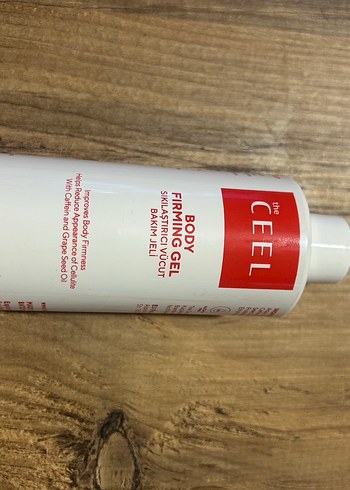 the
CEEL
BODY
FIRMING GEL
SIKILAŞTIRICI VÜCUT
BAKIM JELİ
Improves Body Firmness
Helps Reduce Appearance of Cellulite
With Caffein and Grape Seed Oil